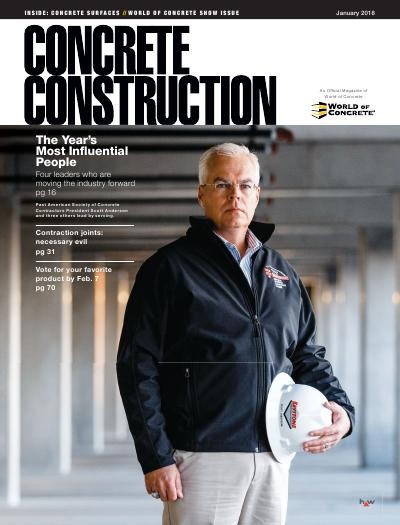 INSIDE: CONCRETE SURFACES // WORLD OF CONCRETE SHOW ISSUE
January 2018
CONCRETE
CONSTRUCTION
An Official Magazine of
World of Concrete
WORLD OF
CONCRETE
The Year's
Most Influential
People
Four leaders who are
moving the industry forward
pg 16
Past American Society of Concrete
Contractors President Scott Anderson
and three others lead by serving.
Contraction joints:
necessary evil
pg 31
Vote for your favorite
product by Feb. 7
pg 70